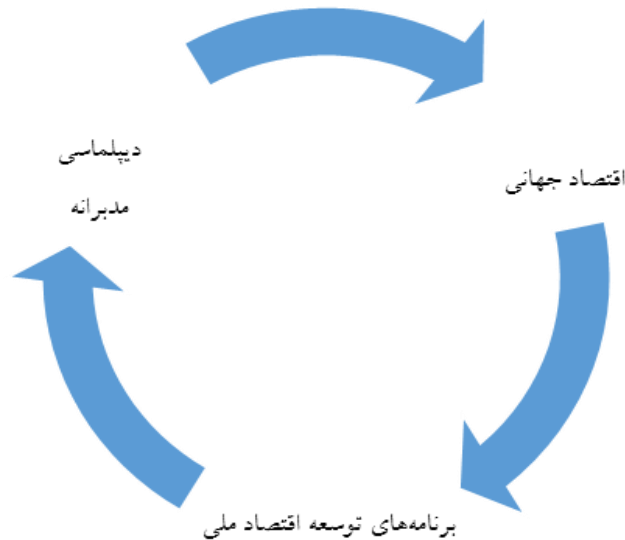 دیپلماسی
مدبرانه
اقتصاد جهانی
برنامه‌های توسعه اقتصاد ملی